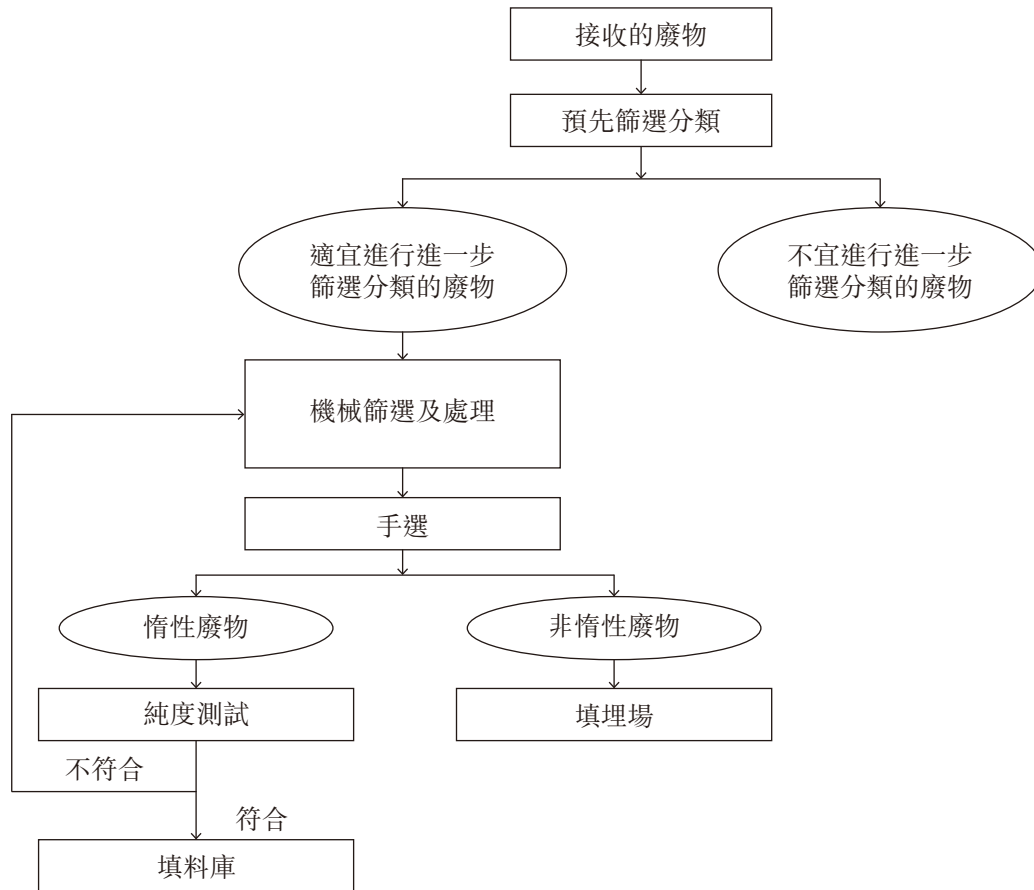 接收的廢物
預先篩選分類
適宜進行進一步
篩選分類的廢物
不宜進行進一步
篩選分類的廢物
機械篩選及處理
手選
惰性廢物
非惰性廢物
純度測試
填埋場
不符合
符合
填料庫